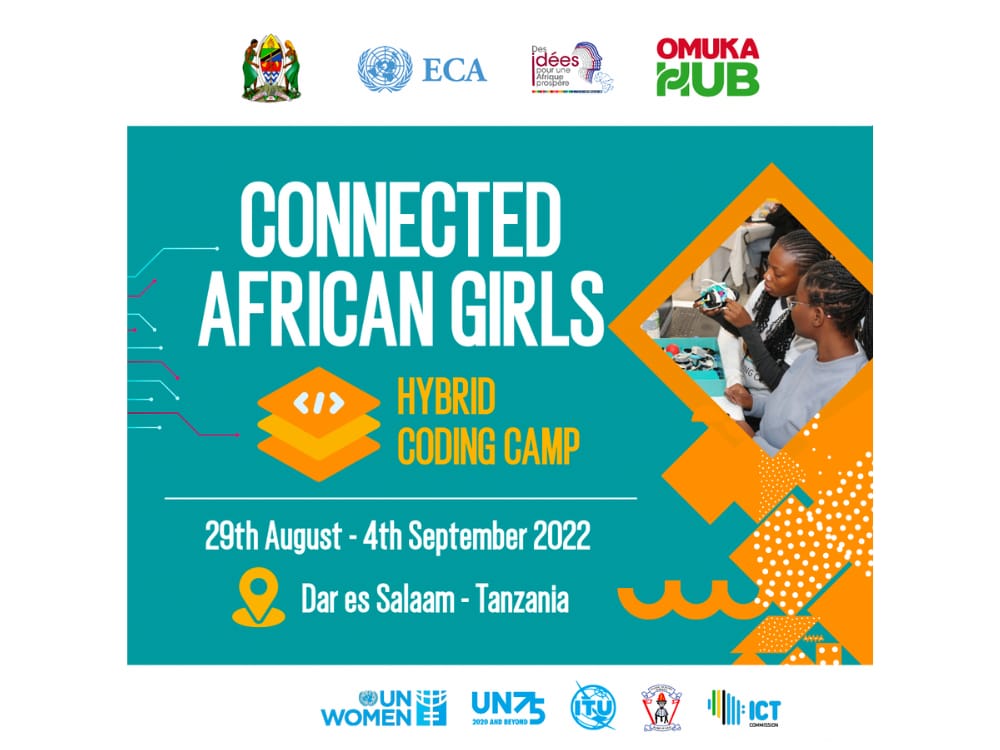 ECA
Des
idées
pour une
Afrique
prospère
OMUKA
HUB
CONNECTED
AFRICAN GIRLS
</>
HYBRID
CODING CAMP
29th August - 4th September 2022
Dar es Salaam - Tanzania
UN
WOMEN
UN75
2020 AND BEYOND
ITU
ICT
COMMISSION